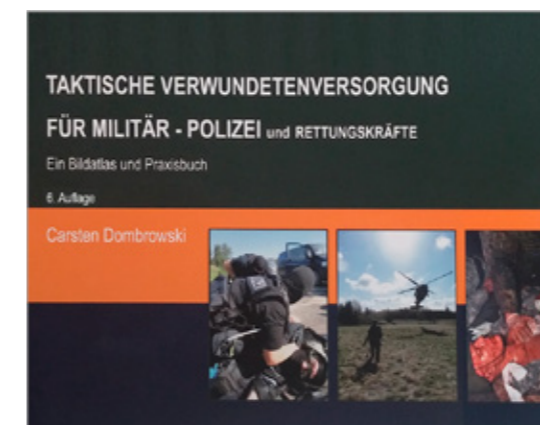 TAKTISCHE VERWUNDETENVERSORGUNG
FÜR MILITÄR - POLIZEI und RETTUNGSKRÄFTE
Ein Bildatlas und Praxisbuch
6. Auflage
Carsten Dombrowski